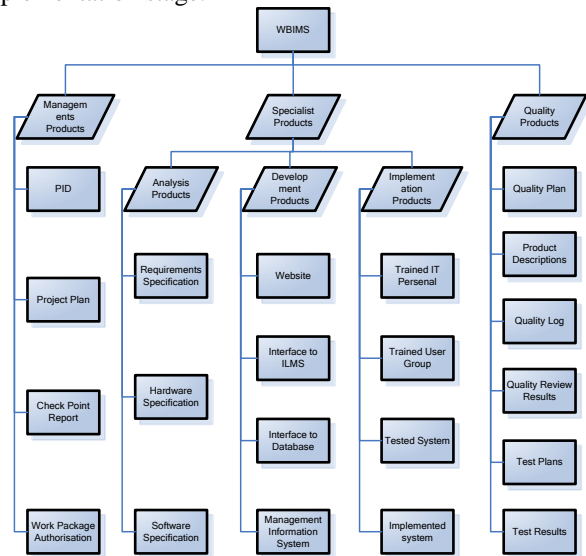 WBIMS
Managem
ents
Products
Specialist
Products
Quality
Products
PID
Analysis
Products
Develop
ment
Products
Implement
ation
Products
Quality Plan
Requirements
Specification
Website
Trained IT
Personal
Product
Descriptions
Project Plan
Quality Log
Interface to
ILMS
Trained User
Group
Hardware
Specification
Quality Review
Results
Check Point
Report
Interface to
Database
Tested System
Test Plans
Work Package
Authorisation
Software
Specification
Management
Information
System
Implemented
system
Test Results